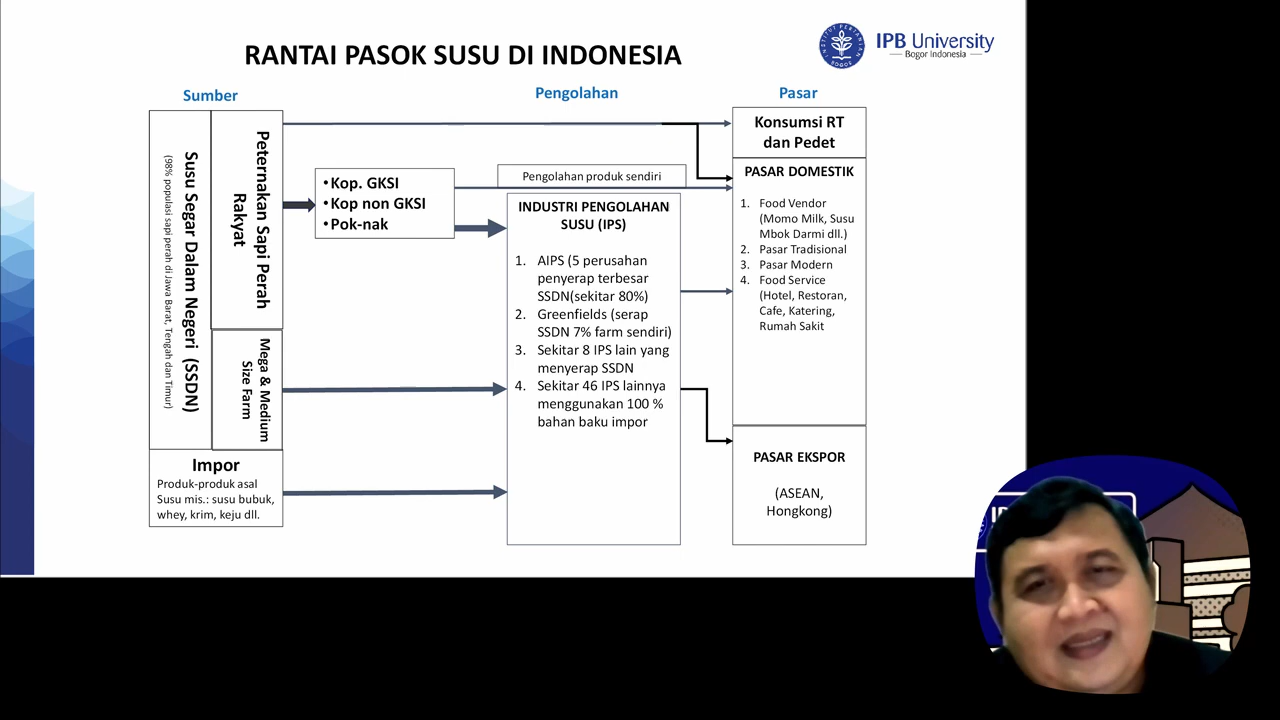 RANTAI PASOK SUSU DI INDONESIA
INSTITUT PERTANIAN
BOGOR
IPB University
Bogor Indonesia
Sumber
Pengolahan
Pasar
Susu Segar Dalam Negeri (SSDN)
(98% populasi sapi perah di Jawa Barat, Tengah dan Timur)
Peternakan Sapi Perah
Rakyat
Mega & Medium
Size Farm
Impor
Produk-produk asal
Susu mis.: susu bubuk,
whey, krim, keju dll.
•Kop. GKSI
•Kop non GKSI
•Pok-nak
Pengolahan produk sendiri
INDUSTRI PENGOLAHAN
SUSU (IPS)
1. AIPS (5 perusahan
penyerap terbesar
SSDN(sekitar 80%)
2. Greenfields (serap
SSDN 7% farm sendiri)
3. Sekitar 8 IPS lain yang
menyerap SSDN
4. Sekitar 46 IPS lainnya
menggunakan 100 %
bahan baku impor
Konsumsi RT
dan Pedet
PASAR DOMESTIK
1. Food Vendor
(Momo Milk, Susu
Mbok Darmi dll.)
2. Pasar Tradisional
3. Pasar Modern
4. Food Service
(Hotel, Restoran,
Cafe, Katering,
Rumah Sakit
PASAR EKSPOR
(ASEAN,
Hongkong)